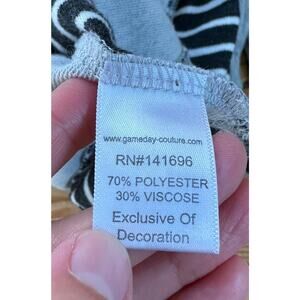 www.gameday-couture.com
RN#141696
70% POLYESTER
30% VISCOSE
Exclusive Of
Decoration